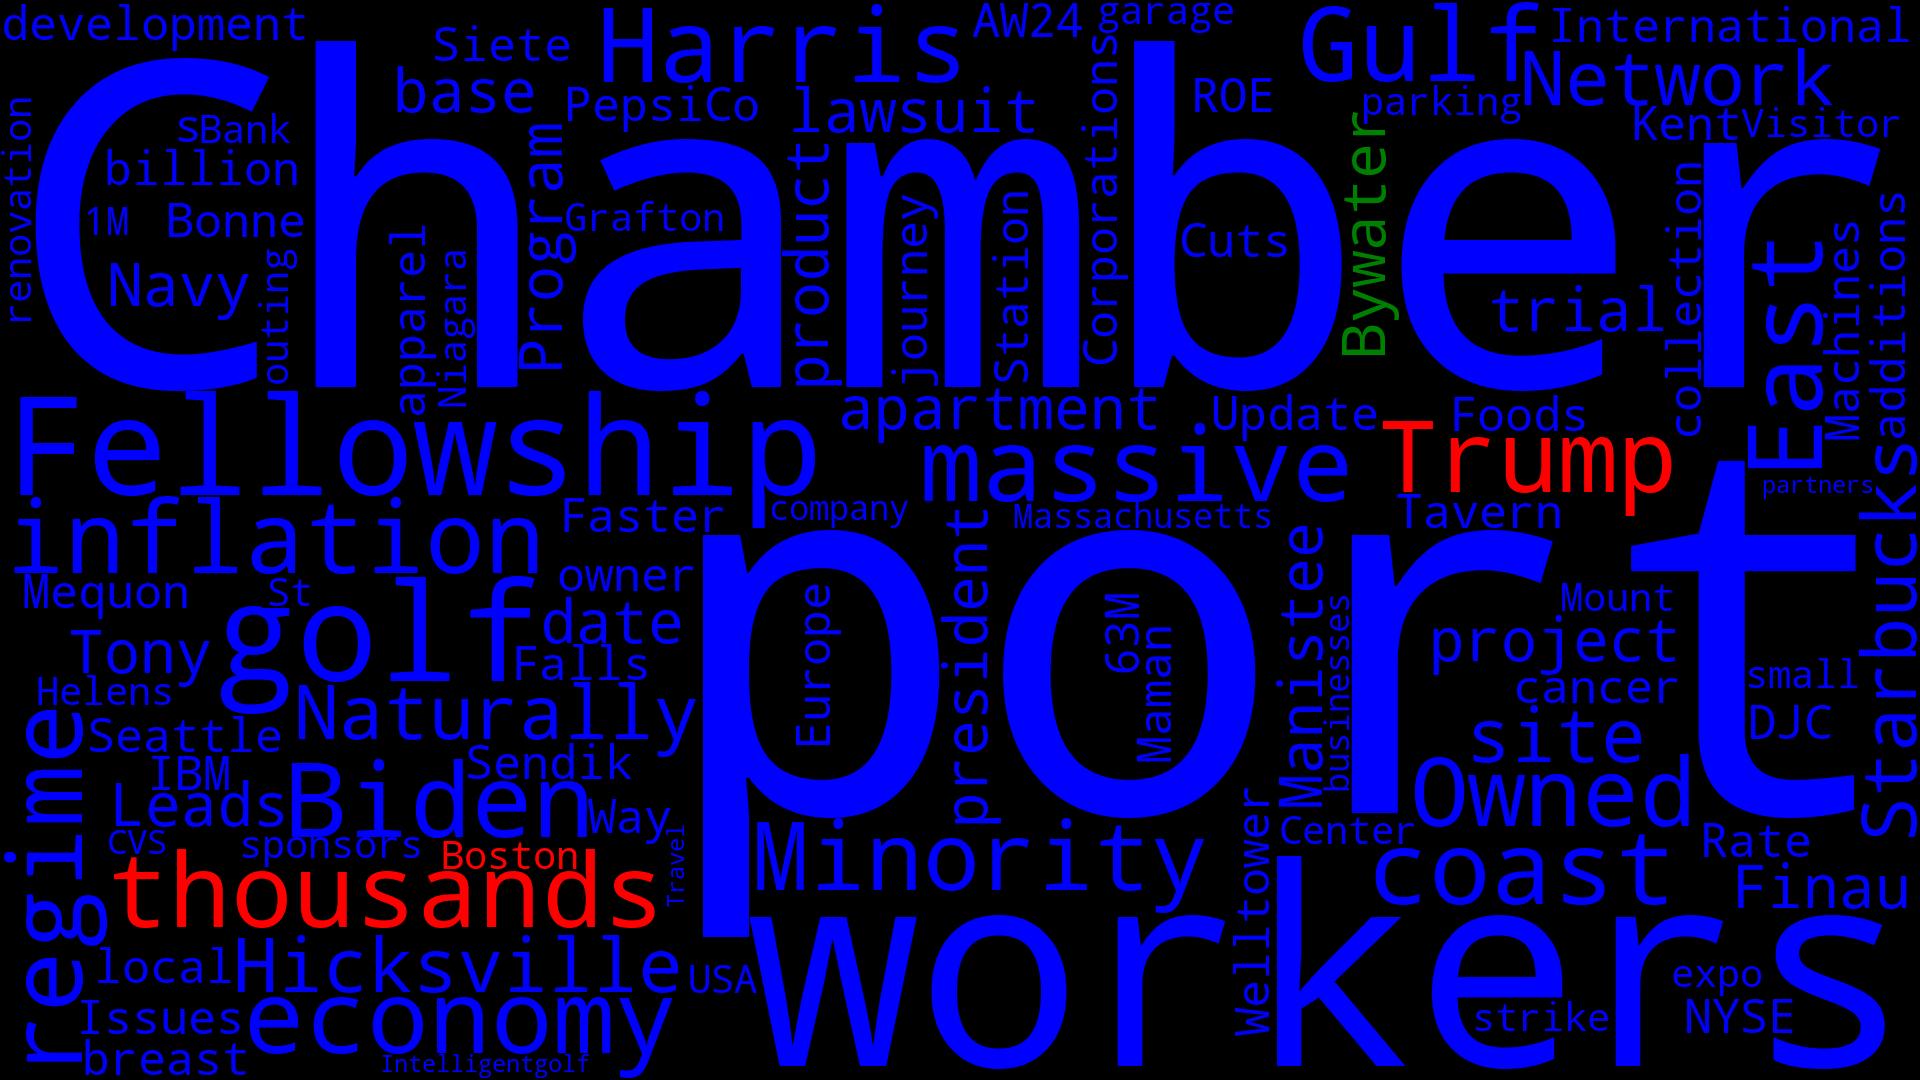 development
Siete
Harris
AW24
garage
Gulf
International
base
PepsiCo
lawsuit
Corporations
ROE
parking
Network
Kent
Visitor
renovation
sBank
billion
1M
Bonne
Navy
Chamber
outing
apparel
Niagara
Program
Grafton
product
journey
Station
Cuts
Bywater
trial
collection
East
Machines
additions
Fellowship
apartment
Update
Foods
massive
Trump
partners
inflation
Faster
company
Massachusetts
Tavern
Starbucks
Mequon
St
owner
port
president
Europe
63M
Maman
Manistee
businesses
Mount
golf
date
Tony
Falls
project
small
Helens
Naturally
cancer
DJC
regime
Seattle
site
IBM
Sendik
Leads
Biden
Way
Owned
CVS
sponsors
Boston
Travel
Minority
Welltower
Center
coast
Rate
thousands
Finau
local
Hicksville
USA
workers
expo
Issues
economy
strike
NYSE
breast
Intelligentgolf